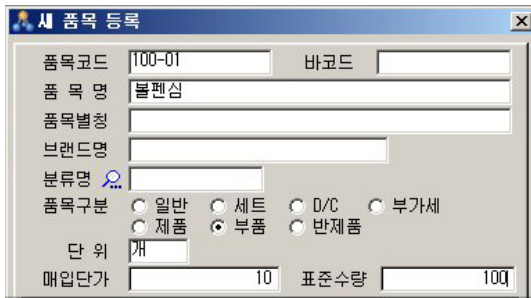 새 품목 등록
품목코드 100-01 바코드
품 목 명 볼펜심
품목별칭
브랜드명
분류명
품목구분 일반 세트 D/C 부가세
제품 부품 반제품
단 위 개
매입단가 10 표준수량 100